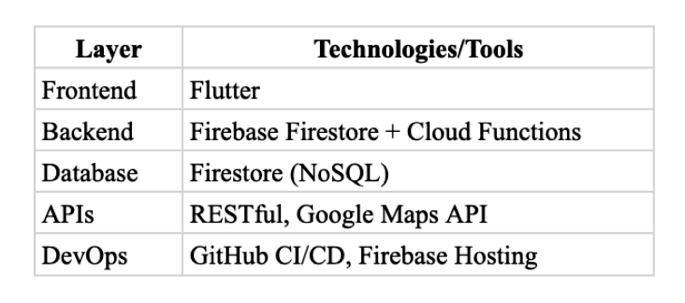 Layer Technologies/Tools
Frontend Flutter
Backend Firebase Firestore + Cloud Functions
Database Firestore (NoSQL)
APIs RESTful, Google Maps API
DevOps GitHub CI/CD, Firebase Hosting